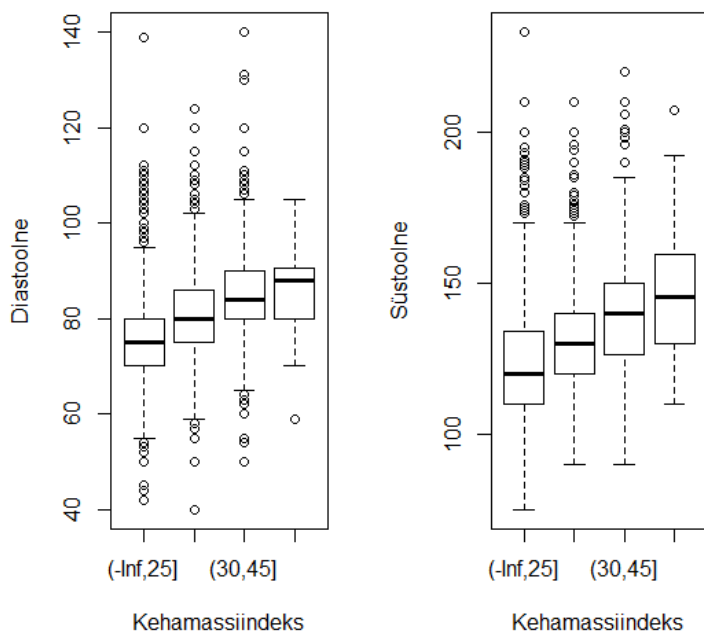 Diastoolne
140
120
100
80
60
40
(-Inf,25]
(30,45]
Kehamassiindeks
Süstoolne
200
150
100
(-Inf,25]
(30,45]
Kehamassiindeks